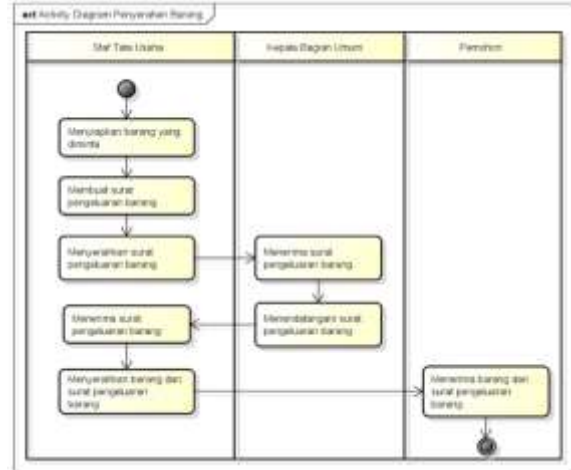 act Activity Diagram Penyerahan Barang
Staf Tata Usaha
Kepala Bagian Umum
Pemohon
Menyiapkan barang yang
diminta
Membuat surat
pengeluaran barang
Menyerahkan surat
pengeluaran barang
Menerima surat
pengeluaran barang
Menandatangani surat
pengeluaran barang
Menerima surat
pengeluaran barang
Menyerahkan barang dan
surat pengeluaran
barang
Menerima barang dan
surat pengeluaran
barang